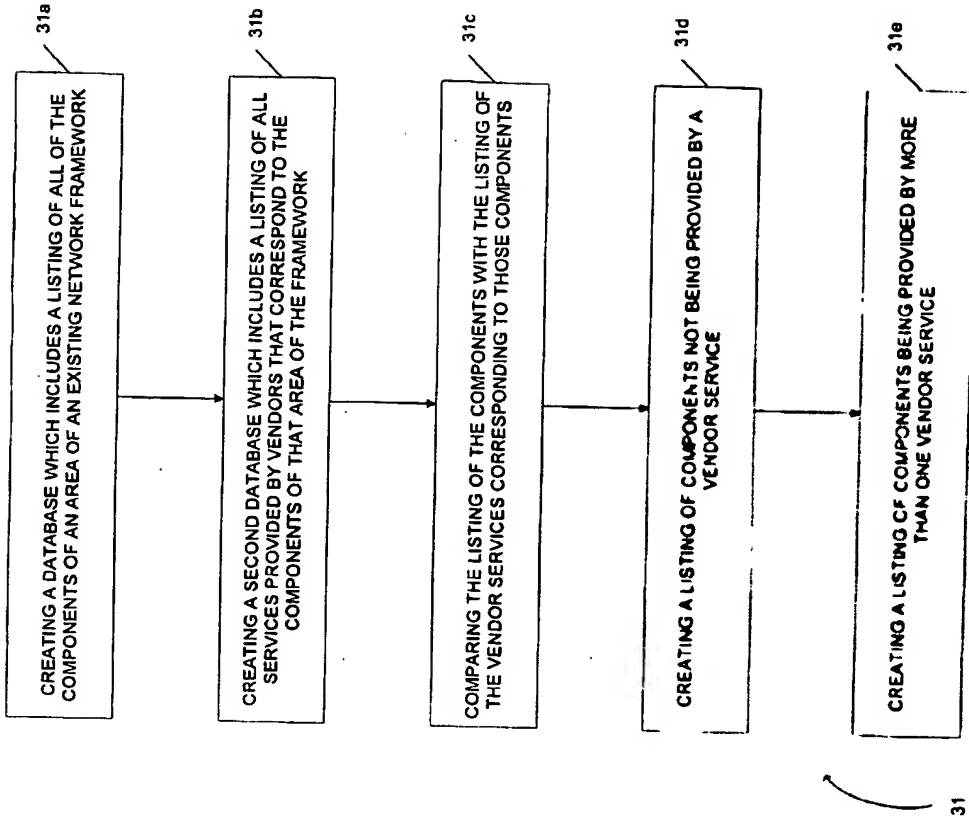 31a
CREATING A DATABASE WHICH INCLUDES A LISTING OF ALL OF THE
COMPONENTS OF AN AREA OF AN EXISTING NETWORK FRAMEWORK
31b
CREATING A SECOND DATABASE WHICH INCLUDES A LISTING OF ALL
SERVICES PROVIDED BY VENDORS THAT CORRESPOND TO THE
COMPONENTS OF THAT AREA OF THE FRAMEWORK
31c
COMPARING THE LISTING OF THE COMPONENTS WITH THE LISTING OF
THE VENDOR SERVICES CORRESPONDING TO THOSE COMPONENTS
31d
CREATING A LISTING OF COMPONENTS NOT BEING PROVIDED BY A
VENDOR SERVICE
31e
CREATING A LISTING OF COMPONENTS BEING PROVIDED BY MORE
THAN ONE VENDOR SERVICE
31